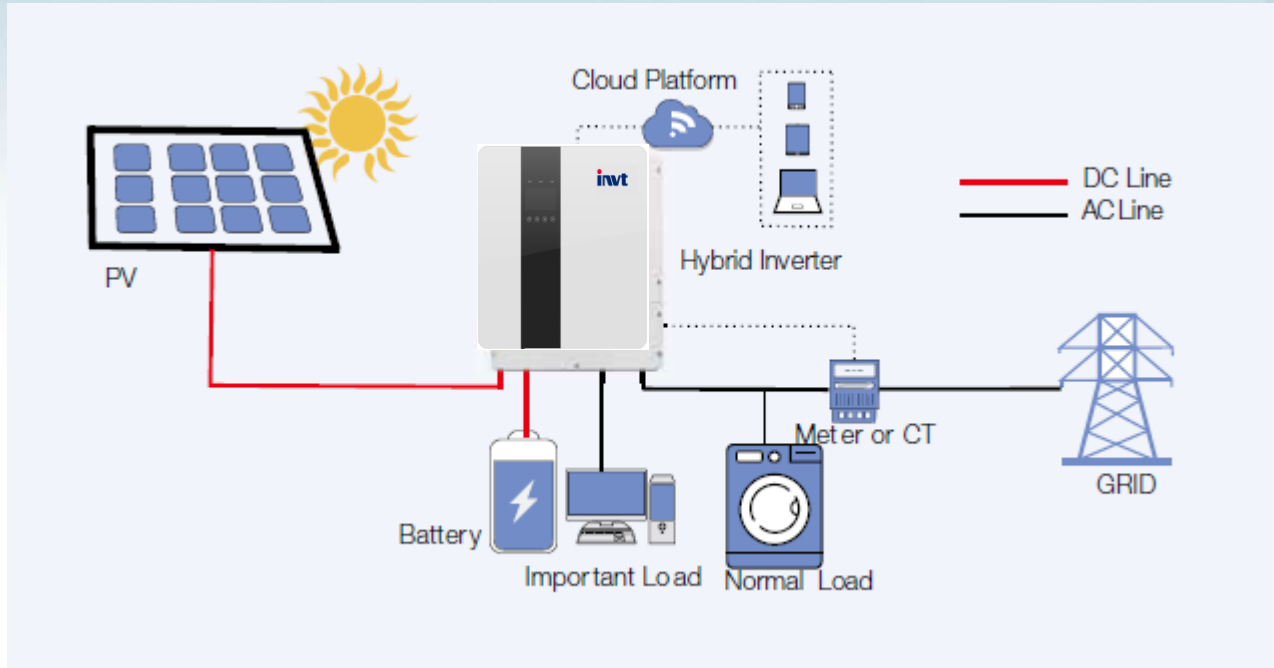 Cloud Platform
invt
DC Line
AC Line
Hybrid Inverter
PV
Meter or CT
GRID
Battery
Important Load
Normal Load